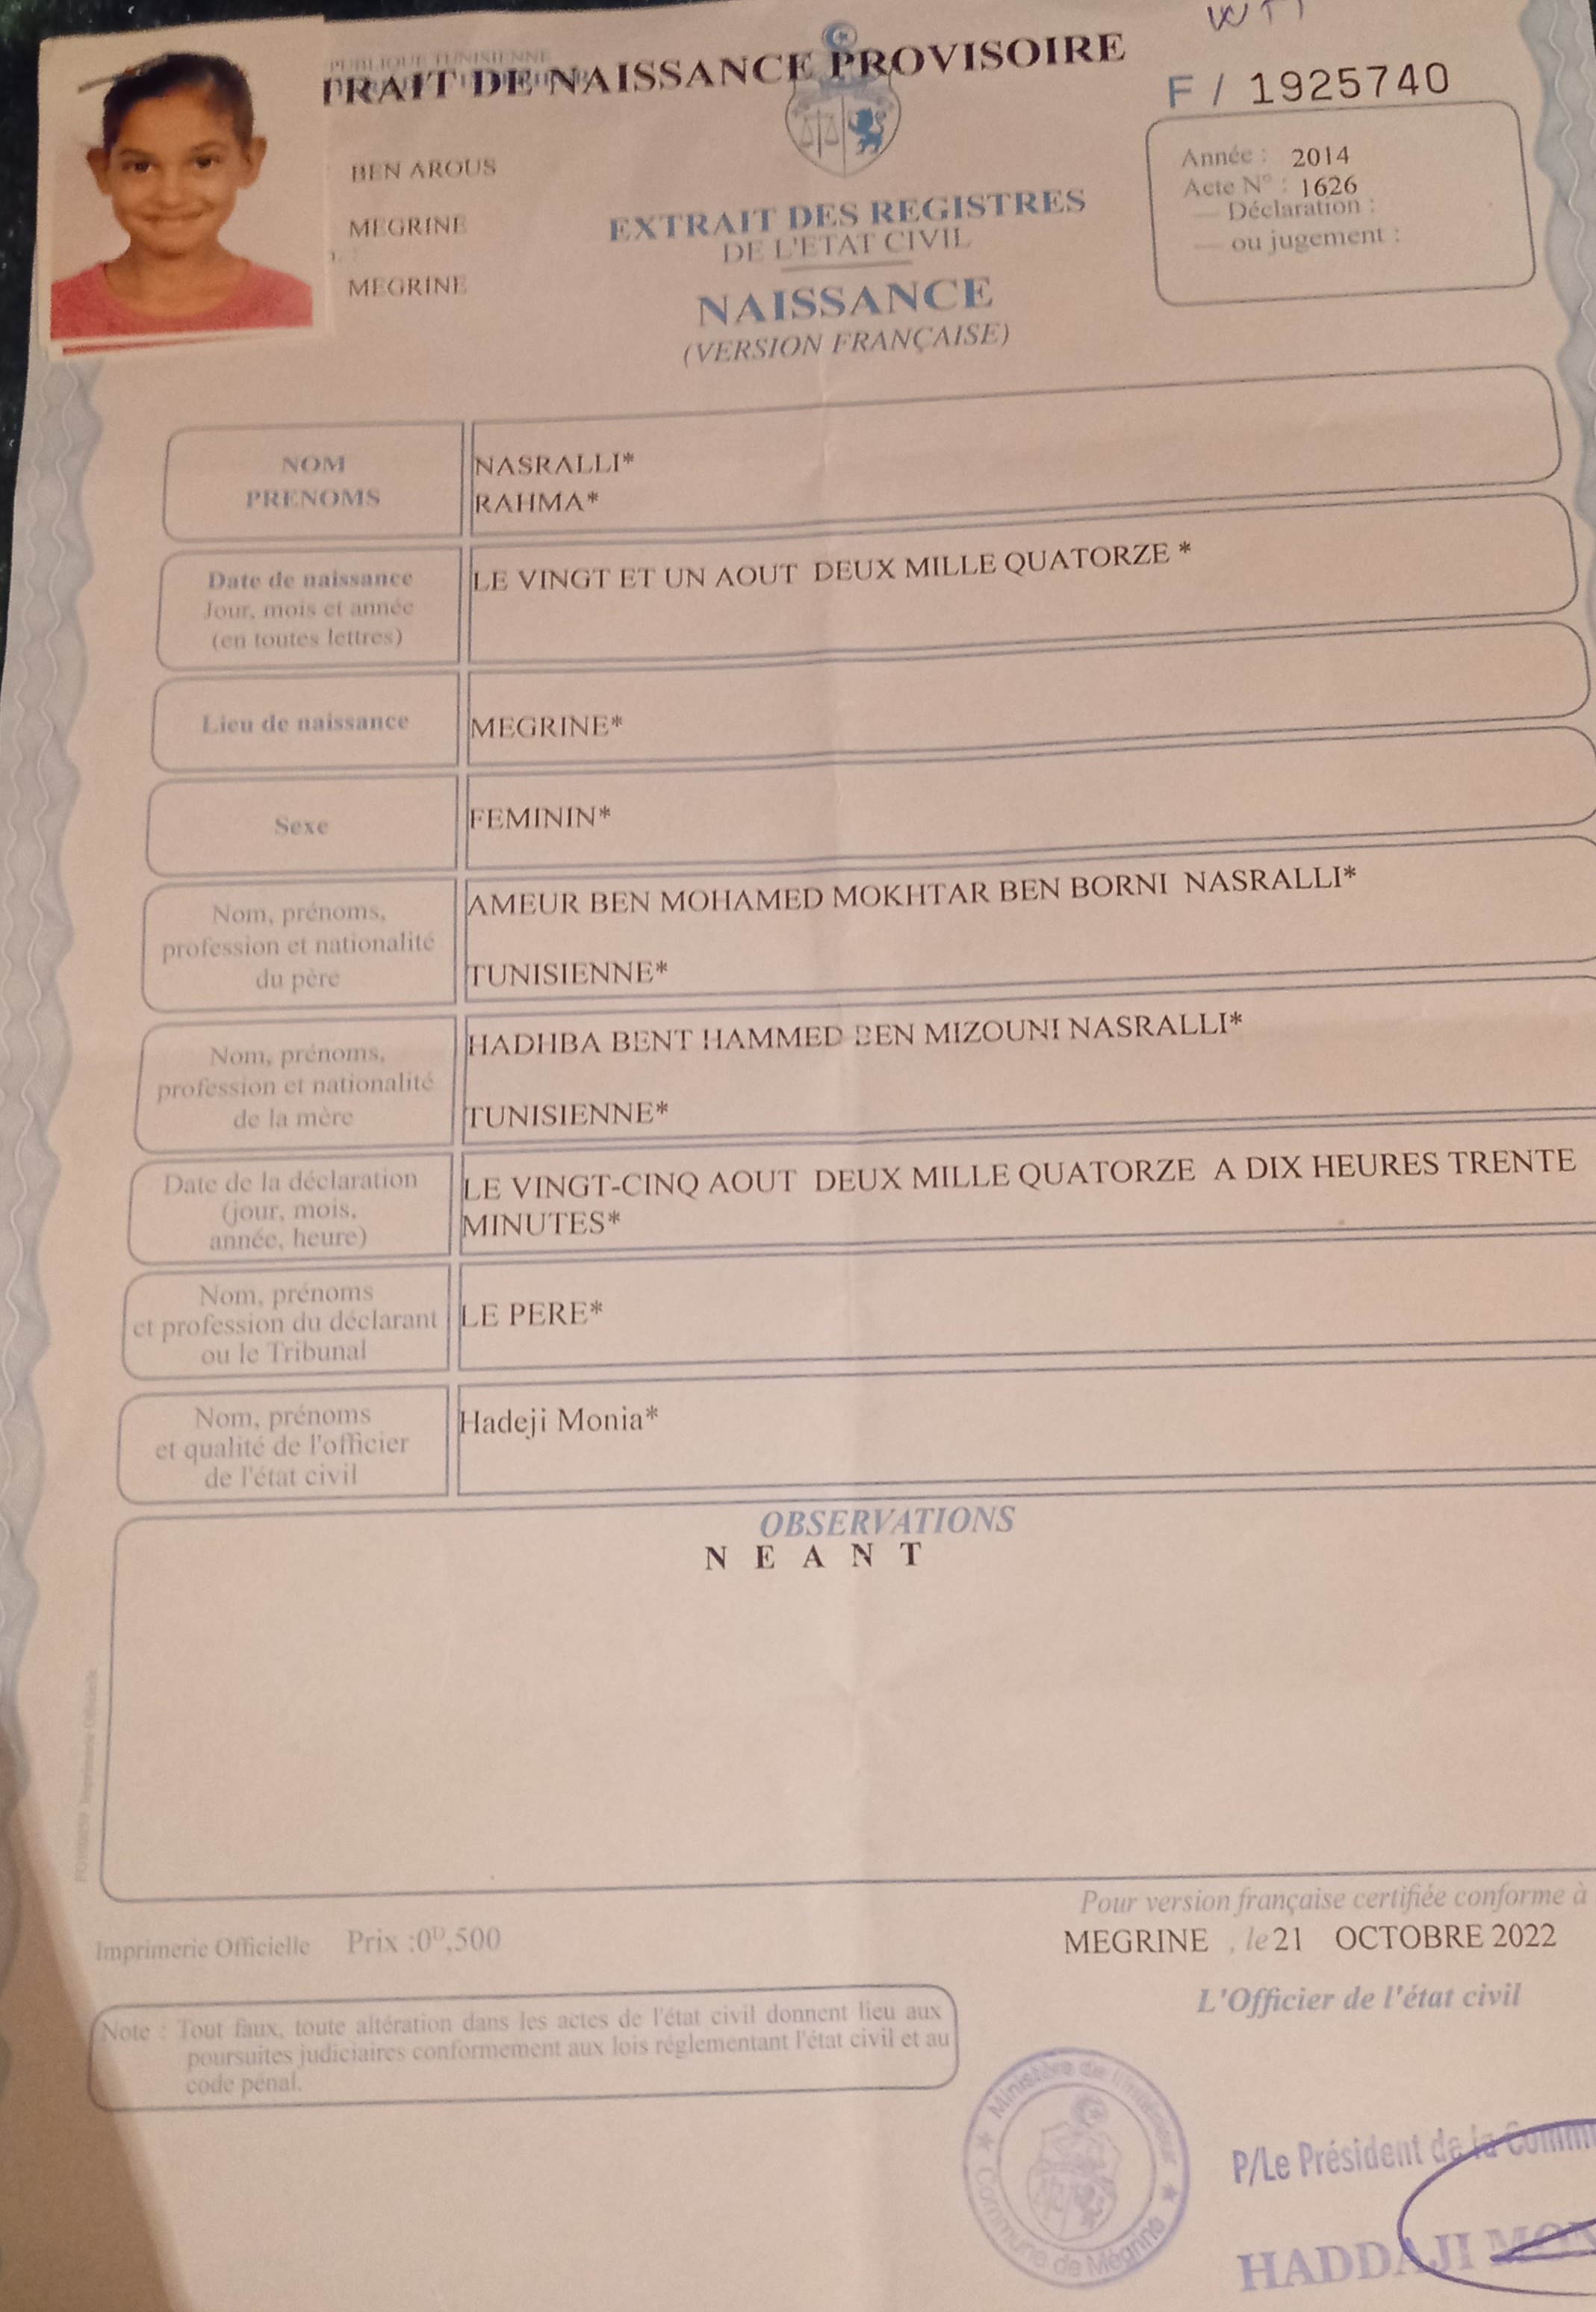 PUBLIQUE TUNISIENNE
TRAIT DE NAISSANCE PROVISOIRE
F / 1925740
BEN AROUS
MEGRINE
MEGRINE
EXTRAIT DES REGISTRES
DE L'ETAT CIVIL
NAISSANCE
(VERSION FRANÇAISE)
Année : 2014
Acte N° : 1626
— Déclaration :
— ou jugement :
NOM
PRENOMS
NASRALLI*
RAHMA*
Date de naissance
Jour, mois et année
(en toutes lettres)
LE VINGT ET UN AOUT DEUX MILLE QUATORZE *
Lieu de naissance
MEGRINE*
Sexe
FEMININ*
Nom, prénoms,
profession et nationalité
du père
AMEUR BEN MOHAMED MOKHTAR BEN BORNI NASRALLI*
TUNISIENNE*
Nom, prénoms,
profession et nationalité
de la mère
HADHBA BENT HAMMED BEN MIZOUNI NASRALLI*
TUNISIENNE*
Date de la déclaration
(jour, mois,
année, heure)
LE VINGT-CINQ AOUT DEUX MILLE QUATORZE A DIX HEURES TRENTE
MINUTES*
Nom, prénoms
et profession du déclarant
ou le Tribunal
LE PERE*
Nom, prénoms
et qualité de l'officier
de l'état civil
Hadeji Monia*
OBSERVATIONS
N E A N T
Imprimerie Officielle
Pour version française certifiée conforme à
Imprimerie Officielle Prix :0D,500
MEGRINE , le 21 OCTOBRE 2022
L'Officier de l'état civil
Note : Tout faux, toute altération dans les actes de l'état civil donnent lieu aux
poursuites judiciaires conformement aux lois réglementant l'état civil et au
code pénal.
Ministère de l'Intérieur
Commune de Mégrine
P/Le Président de la Comm
HADDAJI MON